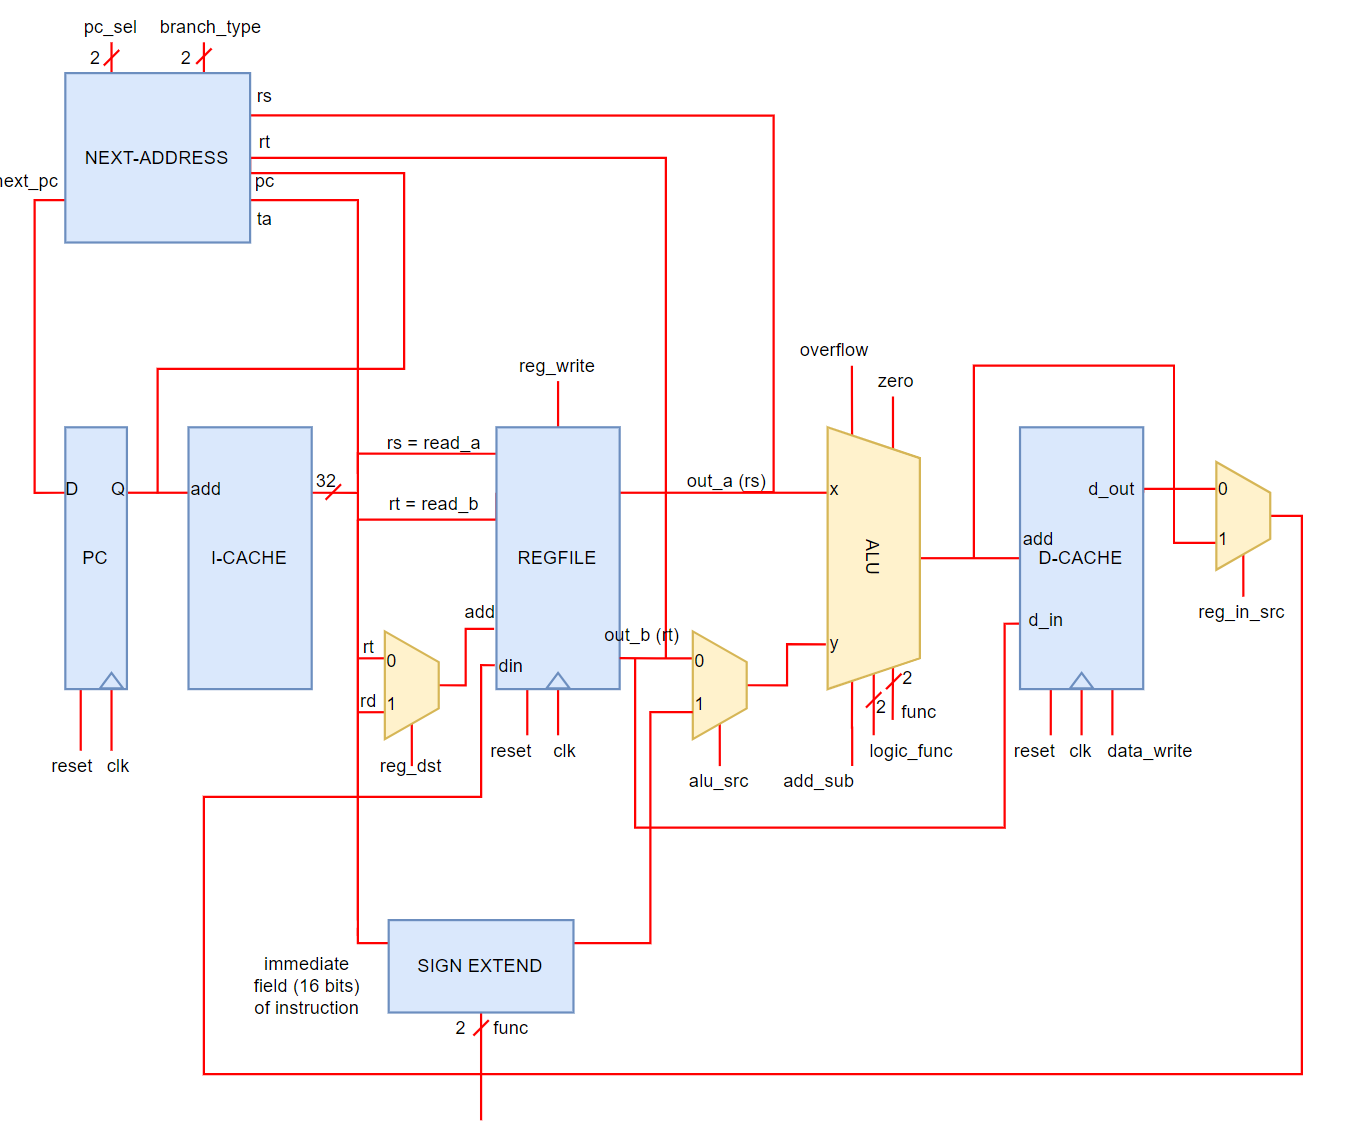 pc_sel
branch_type
2
2
rs
rt
NEXT-ADDRESS
pc
ta
overflow
zero
reg_write
rs = read_a
D
Q
add
32
out_a (rs)
x
d_out
0
rt = read_b
add
1
PC
I-CACHE
REGFILE
ALU
D-CACHE
add
reg_in_src
d_in
out_b (rt)
rt
0
0
y
din
rd
1
1
2
2
func
reset
clk
reg_dst
reset
clk
alu_src
add_sub
logic_func
reset
clk
data_write
immediate
field (16 bits)
of instruction
SIGN EXTEND
2
func